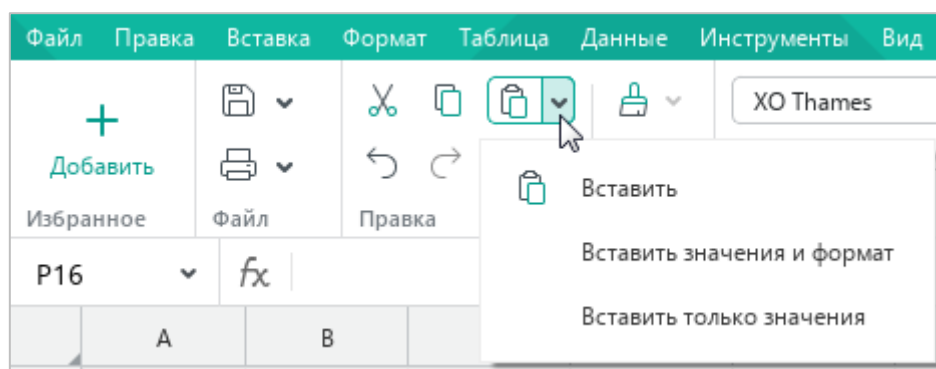 Файл Правка Вставка Формат Таблица Данные Инструменты Вид
XO Thames
Добавить
Вставить
Избранное Файл Правка
Вставить значения и формат
P16 fx
Вставить только значения
A B